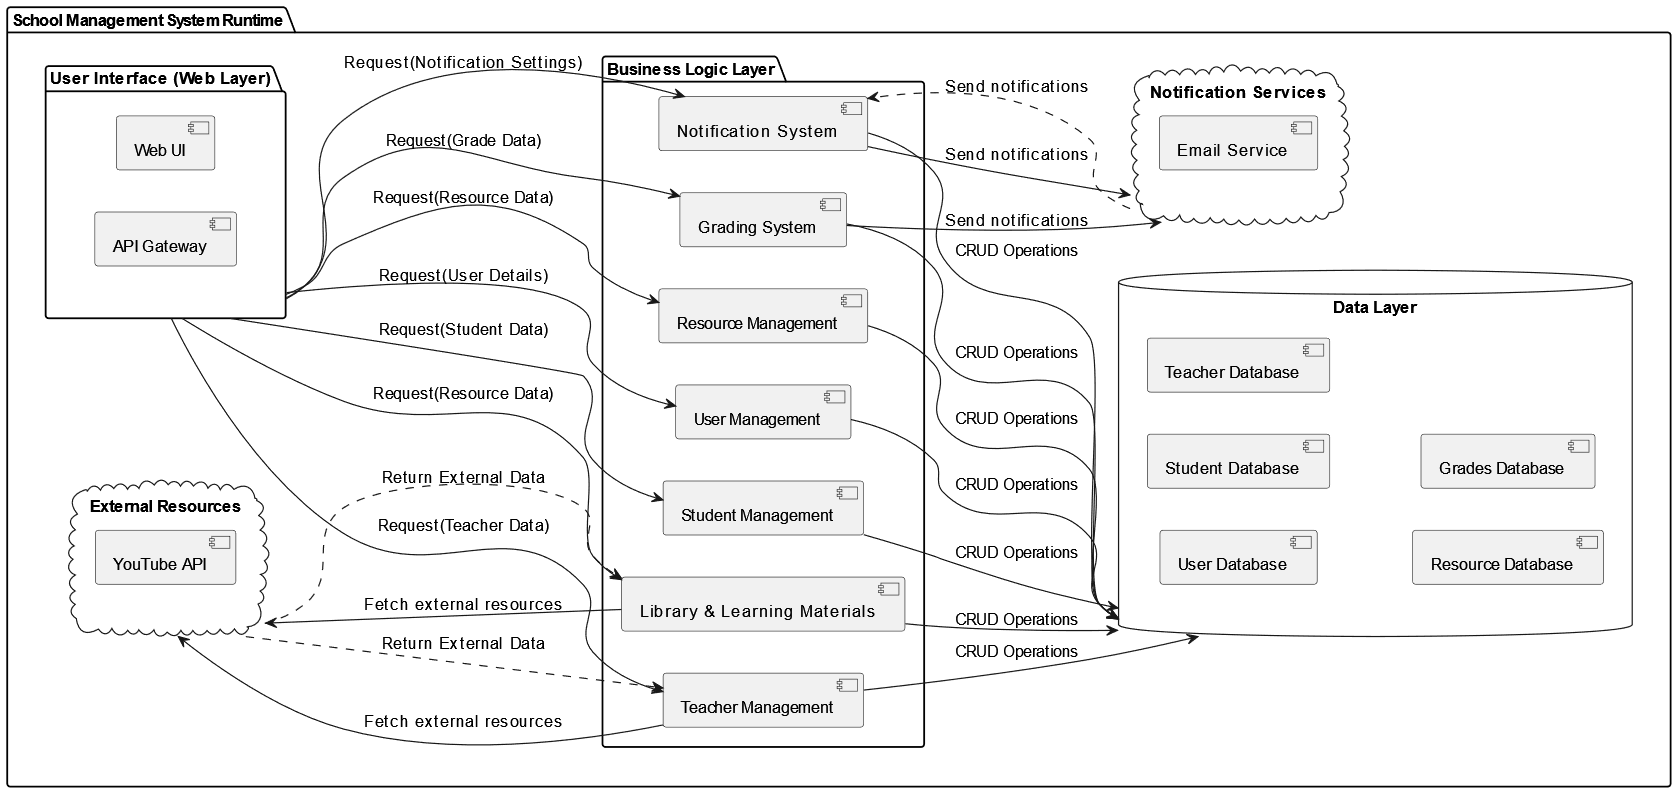 School Management System Runtime
User Interface (Web Layer)
Web UI
API Gateway
External Resources
YouTube API
Request(Notification Settings)
Request(Grade Data)
Request(Resource Data)
Request(User Details)
Request(Student Data)
Request(Resource Data)
Return External Data
Request(Teacher Data)
Fetch external resources
Return External Data
Fetch external resources
Business Logic Layer
Notification System
Grading System
Resource Management
User Management
Student Management
Library & Learning Materials
Teacher Management
Send notifications
Send notifications
Send notifications
CRUD Operations
CRUD Operations
CRUD Operations
CRUD Operations
CRUD Operations
CRUD Operations
CRUD Operations
Notification Services
Email Service
Data Layer
Teacher Database
Student Database
Grades Database
User Database
Resource Database